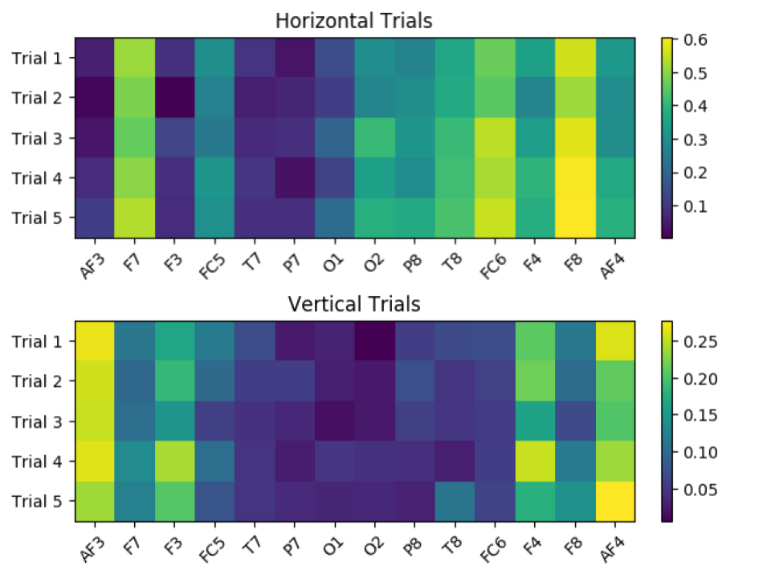 Horizontal Trials
Trial 1
Trial 2
Trial 3
Trial 4
Trial 5
0.6
0.5
0.4
0.3
0.2
0.1
AF3 F7 F3 FC5 T7 P7 O1 O2 P8 T8 FC6 F4 F8 AF4
Vertical Trials
Trial 1
Trial 2
Trial 3
Trial 4
Trial 5
0.25
0.20
0.15
0.10
0.05
AF3 F7 F3 FC5 T7 P7 O1 O2 P8 T8 FC6 F4 F8 AF4